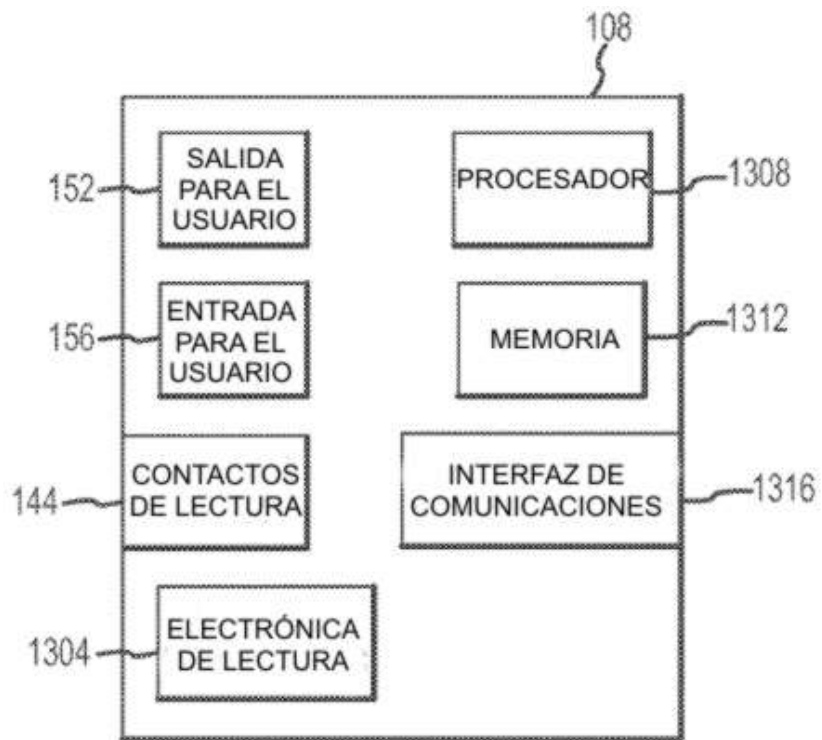 108
152
SALIDA
PARA EL
USUARIO
PROCESADOR
1308
156
ENTRADA
PARA EL
USUARIO
MEMORIA
1312
144
CONTACTOS
DE LECTURA
INTERFAZ DE
COMUNICACIONES
1316
1304
ELECTRÓNICA
DE LECTURA